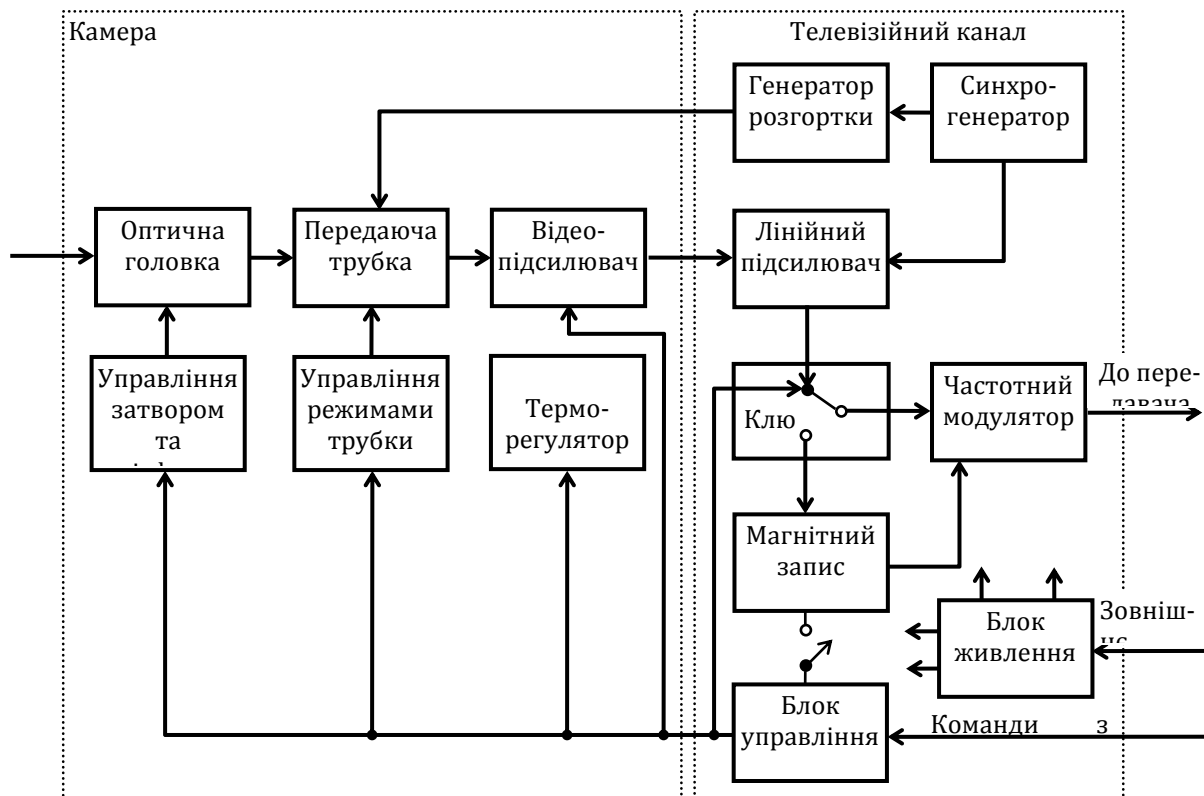 Камера
Телевізійний канал
Генератор
розгортки
Синхро-
генератор
Оптична
головка
Передаюча
трубка
Відео-
підсилювач
Лінійний
підсилювач
Управління
затвором
та
Управління
режимами
трубки
Термо-
регулятор
Клю
Частотний
модулятор
До пере-
давача
Магнітний
запис
Блок
живлення
Зовніш-
Блок
управління
Команди з